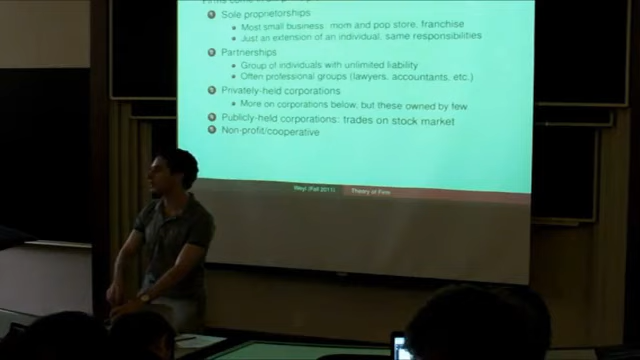 Sole proprietorships
Most small business mom and pop store, franchise
Just an extension of an individual, same responsibilities
Partnerships
Group of individuals with unlimited liability
Often professional groups (lawyers, accountants, etc.)
Privately-held corporations
More on corporations below, but these owned by few
Publicly-held corporations: trades on stock market
Non-profit/cooperative
Weyl (Fall 2011) Theory of Firm